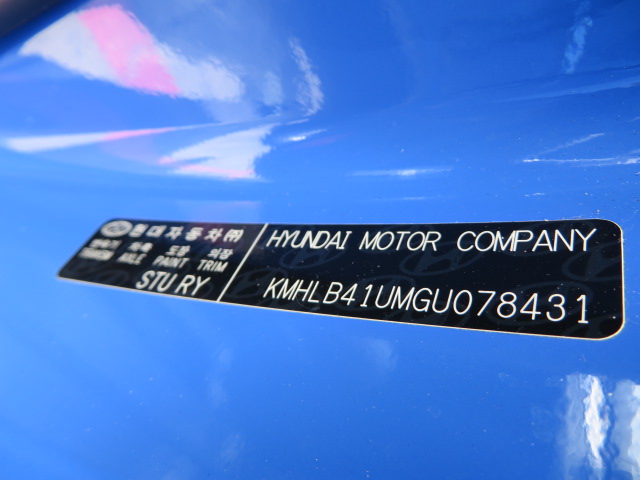 현대자동차㈜
변속기 차축 도장 의장
TRANSM AXLE PAINT TRIM
STU RY
HYUNDAI MOTOR COMPANY
KMHLB41UMGU078431